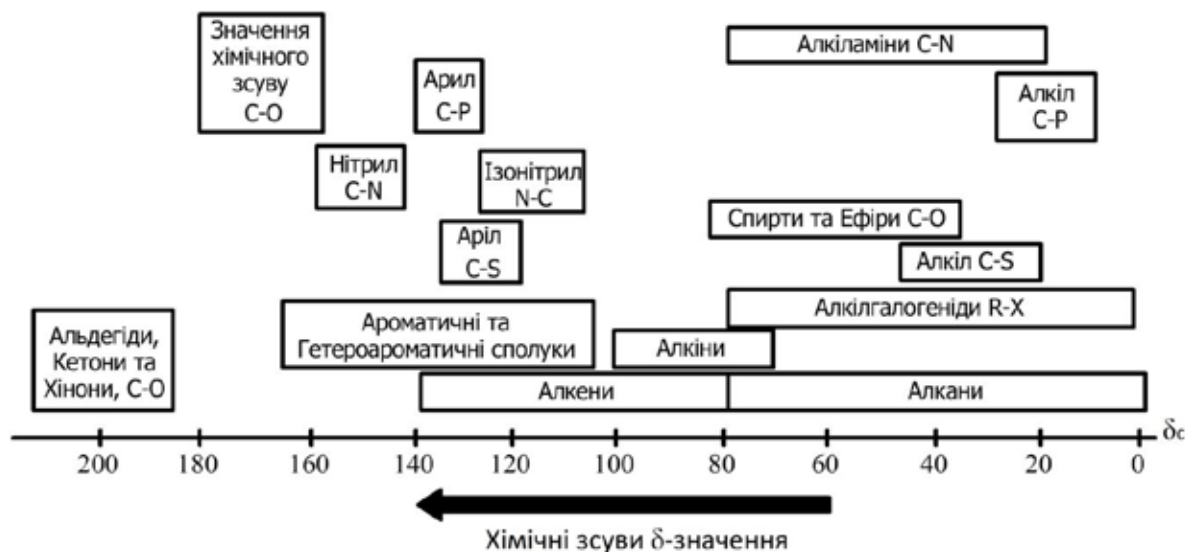 Значення
хімічного
зсуву
C-O
Арил
C-P
Алкіламіни C-N
Алкіл
C-P
Нітрил
C-N
Ізонітрил
N-C
Спирти та Ефіри C-O
Аріл
C-S
Алкіл C-S
Альдегіди,
Кетони та
Хінони, C-O
Ароматичні та
Гетероароматичні сполуки
Алкіни
Алкілгалогеніди R-X
Алкени
Алкани
δc
200 180 160 140 120 100 80 60 40 20 0
Хімічні зсуви δ-значення